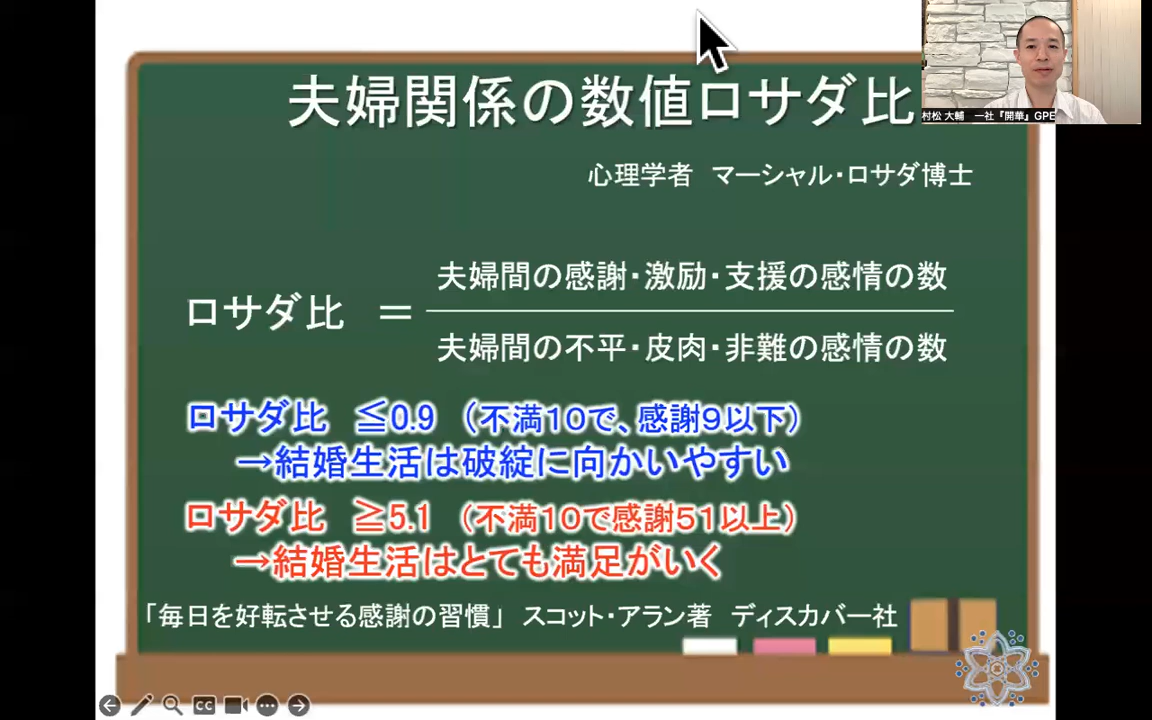 夫婦関係の数値ロサダ比
村松 大輔 一社『開華』GPE
心理学者 マーシャル・ロサダ博士
夫婦間の感謝・激励・支援の感情の数
ロサダ比 =
夫婦間の不平・皮肉・非難の感情の数
ロサダ比 ≦0.9 (不満10で、感謝9以下)
→結婚生活は破綻に向かいやすい
ロサダ比 ≧5.1 (不満10で感謝51以上)
→結婚生活はとても満足がいく
「毎日を好転させる感謝の習慣」 スコット・アラン著 ディスカバー社
CC